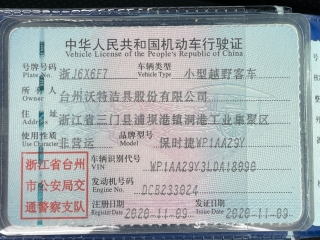 中华人民共和国机动车行驶证
Vehicle License of the People's Republic of China
号牌号码 浙J6X6F7 车辆类型 小型越野客车
Plate No. Vehicle Type
所有人 台州沃特洁具股份有限公司
Owner
住址 浙江省三门县浦坝港镇洞港工业集聚区
Address
使用性质 非营运 品牌型号 保时捷WP1AA29Y
Use Character Model
浙江省台州
市公安局交
通警察支队
车辆识别代号
VIN
发动机号码 DCB233024
Engine No.
注册日期 2020-11-03 发证日期 2020-11-03
Register Date Issue Date